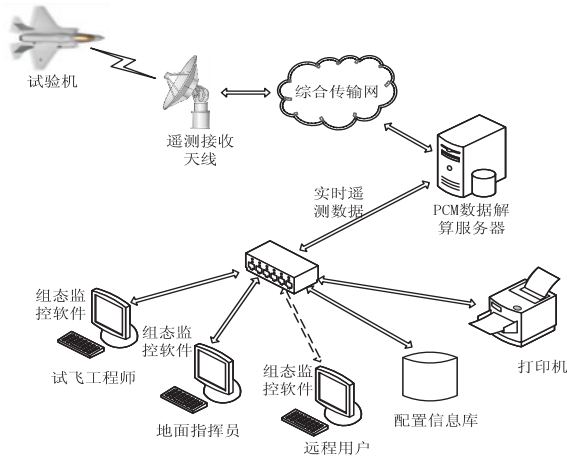 试验机
遥测接收
天线
综合传输网
PCM数据解
算服务器
实时遥
测数据
组态监
控软件
试飞工程师
组态监
控软件
地面指挥员
组态监
控软件
远程用户
配置信息库
打印机